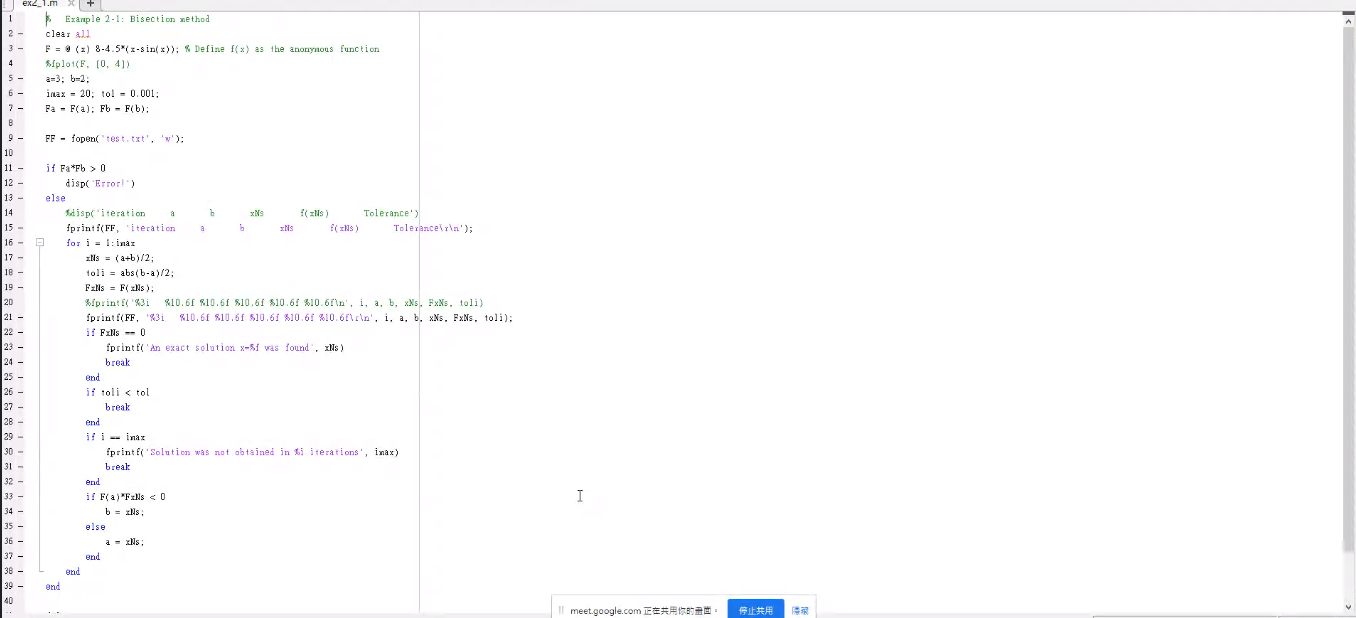 ex2_1.m × +
1 % Example 2-1: Bisection method
2 - clear all
3 - F = @ (x) 8-4.5*(x-sin(x)); % Define f(x) as the anonymous function
4 %fplot(F, [0, 4])
5 - a=3; b=2;
6 - imax = 20; tol = 0.001;
7 - Fa = F(a); Fb = F(b);
8
9 - FF = fopen('test.txt', 'w');
10
11 - if Fa*Fb > 0
12 - disp('Error!')
13 - else
14 %disp('iteration a b xNs f(xNs) Tolerance')
15 - fprintf(FF, 'iteration a b xNs f(xNs) Tolerance\r\n');
16 - for i = 1:imax
17 - xNs = (a+b)/2;
18 - toli = abs(b-a)/2;
19 - FxNs = F(xNs);
20 %fprintf('%3i %10.6f %10.6f %10.6f %10.6f %10.6f\n', i, a, b, xNs, FxNs, toli)
21 - fprintf(FF, '%3i %10.6f %10.6f %10.6f %10.6f %10.6f\r\n', i, a, b, xNs, FxNs, toli);
22 - if FxNs == 0
23 - fprintf('An exact solution x=%f was found', xNs)
24 - break
25 - end
26 - if toli < tol
27 - break
28 - end
29 - if i == imax
30 - fprintf('Solution was not obtained in %i iterations', imax)
31 - break
32 - end
33 - if F(a)*FxNs < 0
34 - b = xNs;
35 - else
36 - a = xNs;
37 - end
38 - end
39 - end
40
meet.google.com 正在共用你的畫面。 停止共用 隱藏